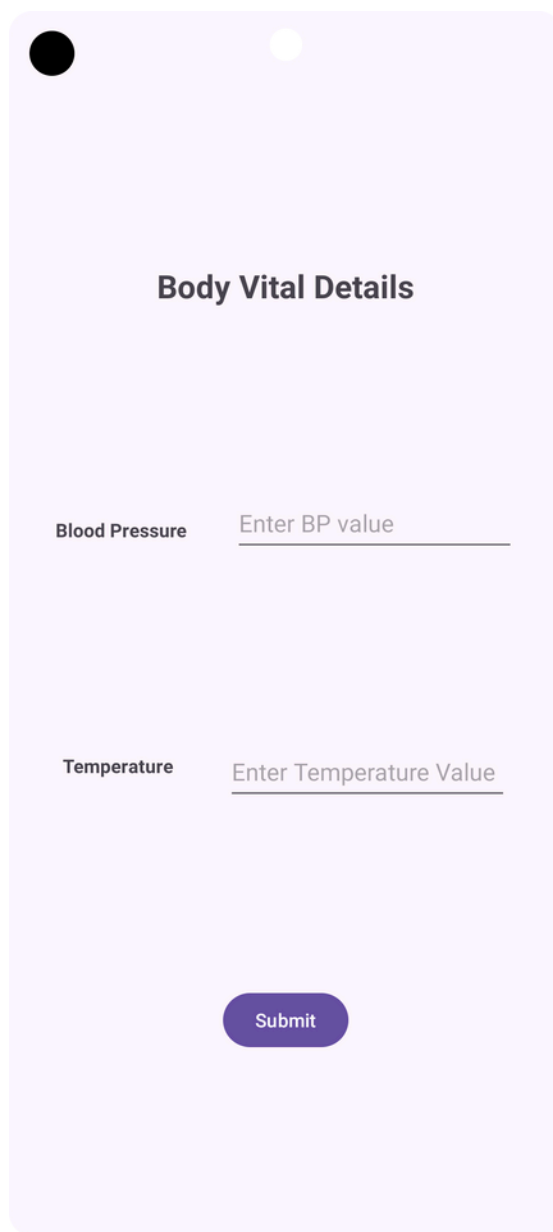 Body Vital Details
Blood Pressure
Enter BP value
Temperature
Enter Temperature Value
Submit